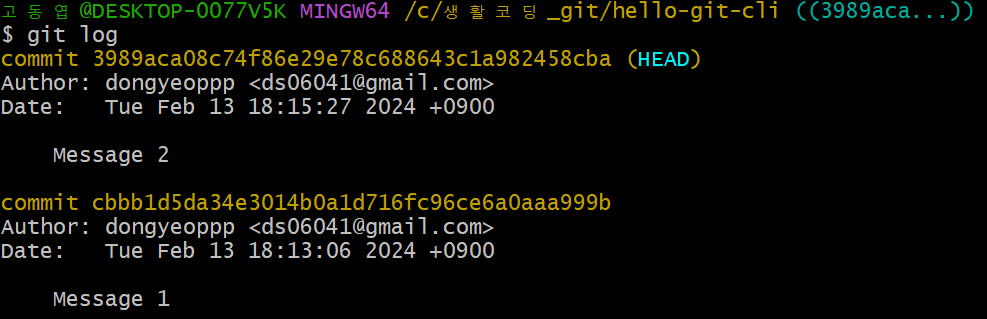 고동엽@DESKTOP-0077V5K MINGW64 /c/생활코딩_git/hello-git-cli ((3989aca...))
$ git log
commit 3989aca08c74f86e29e78c688643c1a982458cba (HEAD)
Author: dongyeoppp <ds06041@gmail.com>
Date:   Tue Feb 13 18:15:27 2024 +0900
    Message 2
commit cbbb1d5da34e3014b0a1d716fc96ce6a0aaa999b
Author: dongyeoppp <ds06041@gmail.com>
Date:   Tue Feb 13 18:13:06 2024 +0900
    Message 1